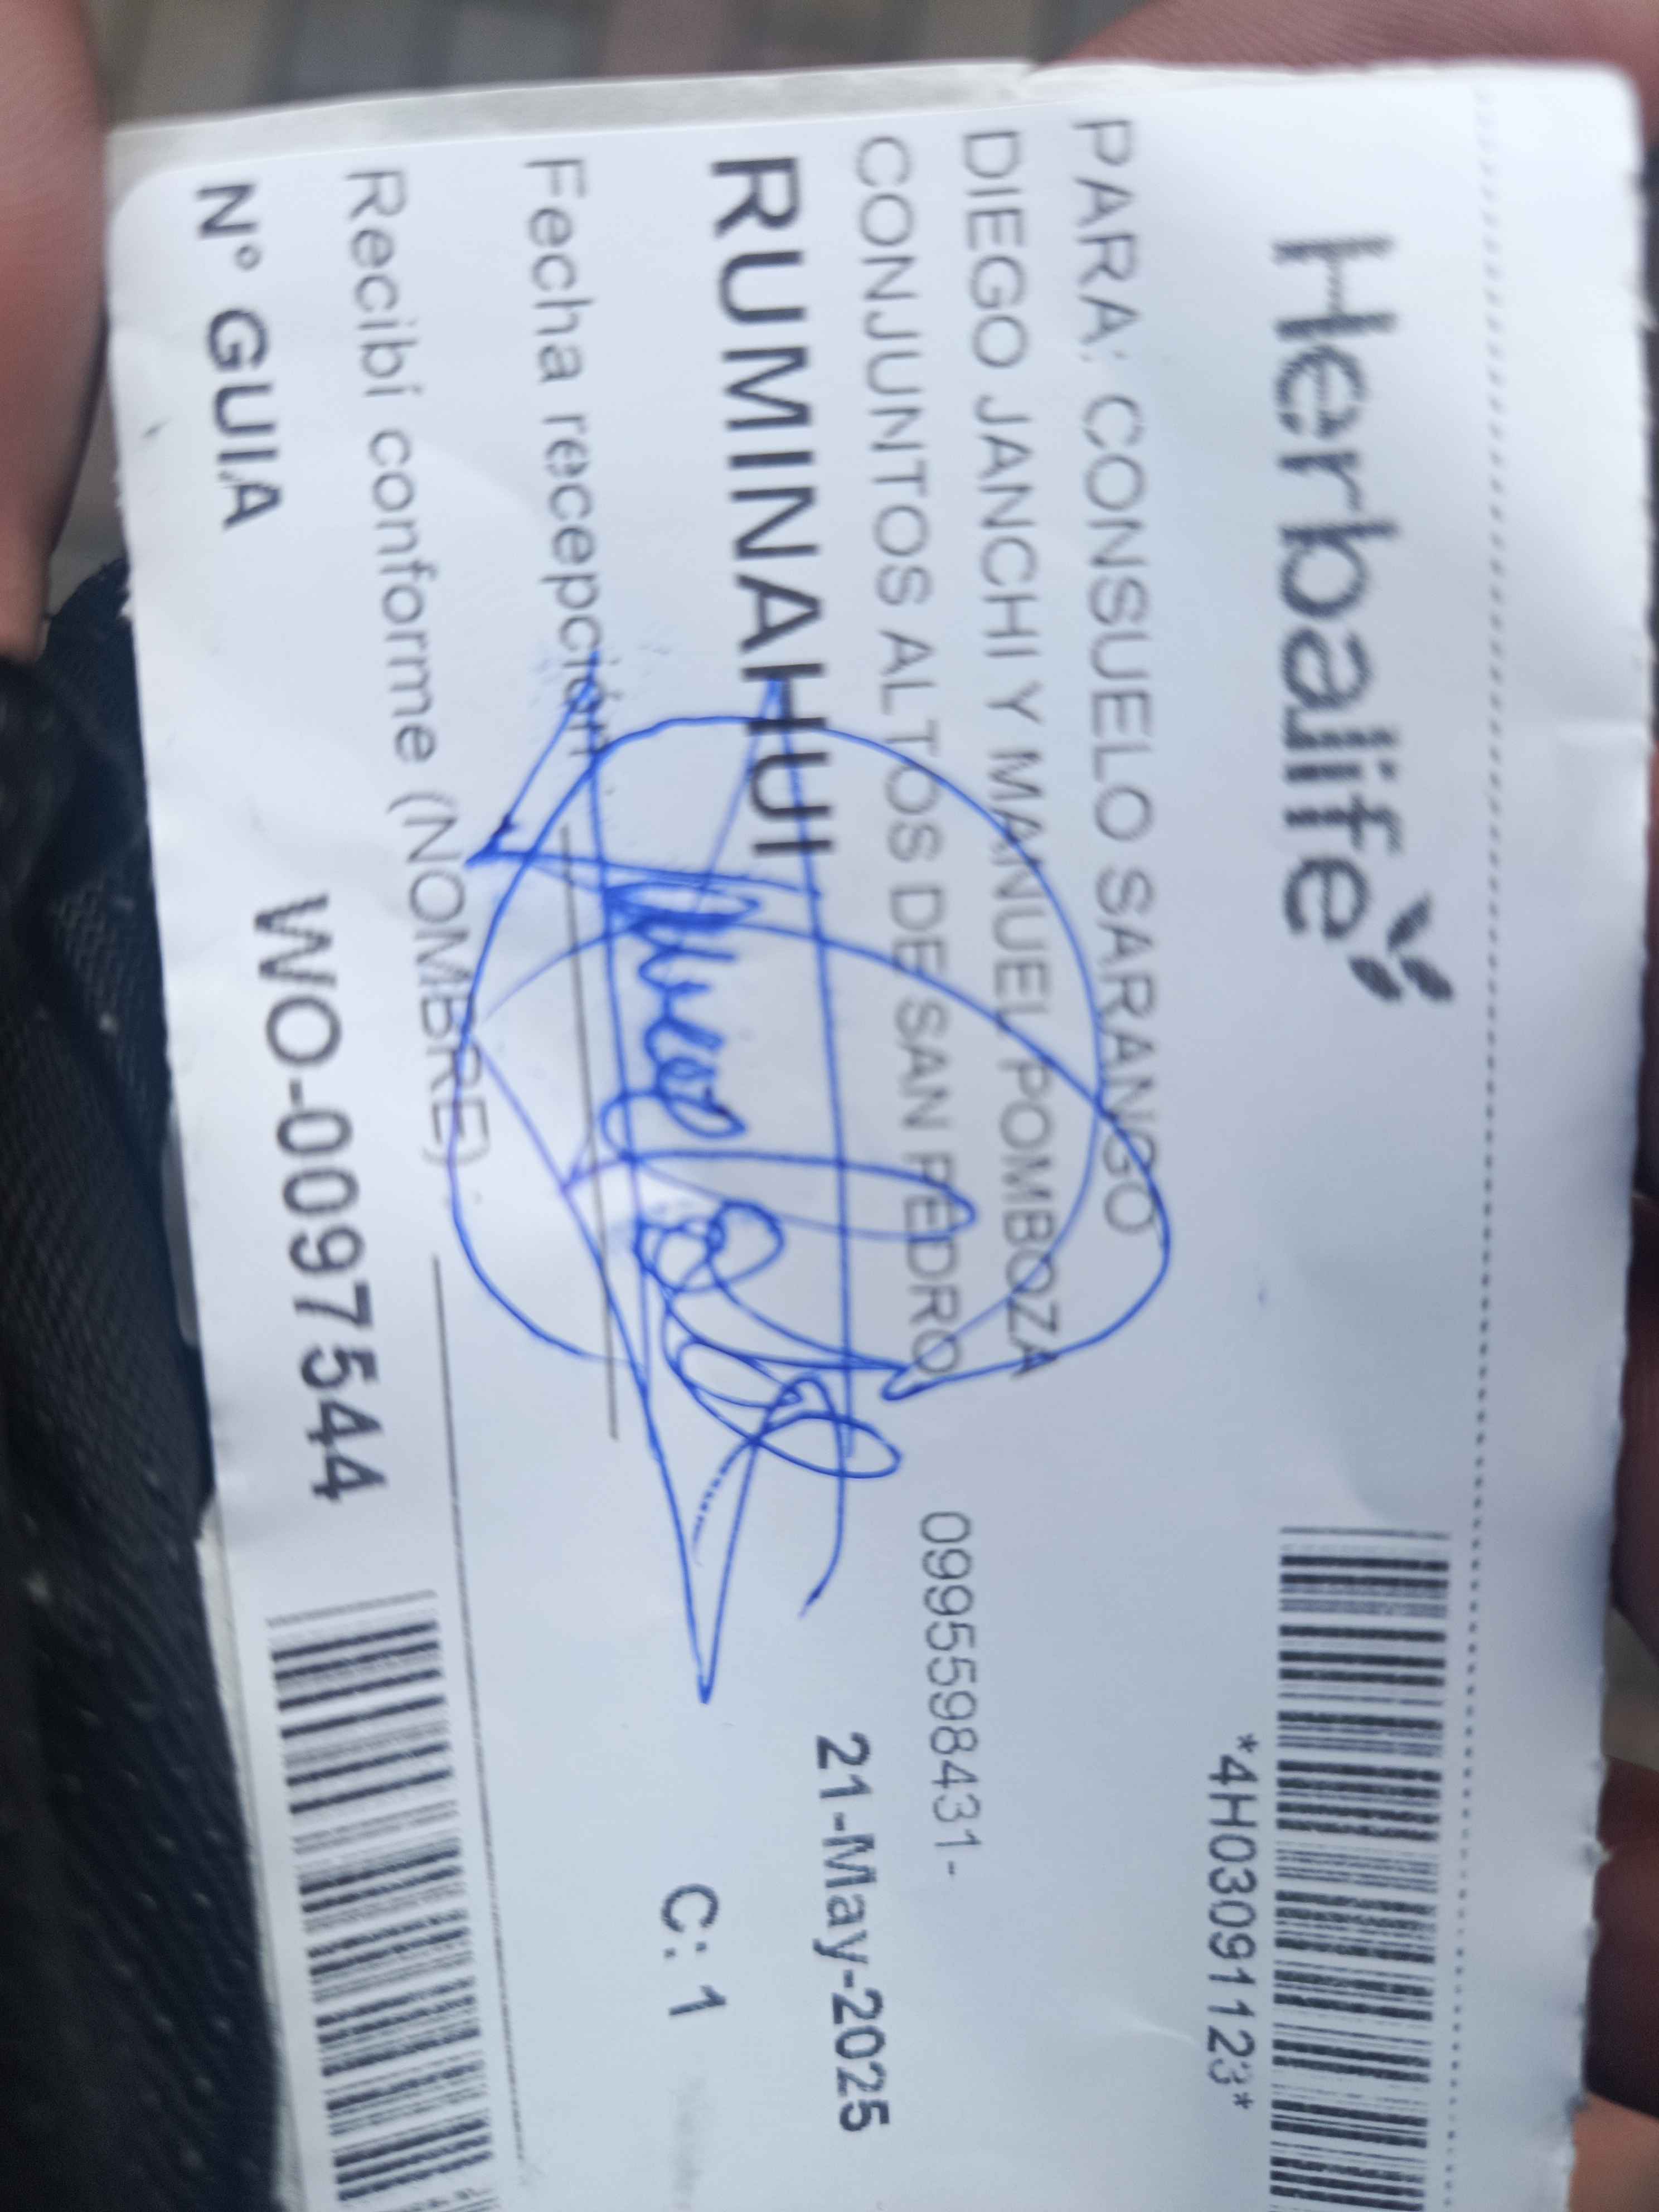 Herbalife
*4H03091123*
PARA: CONSUELO SARANGO
DIEGO JANCHI Y MANUEL POMBOZA
CONJUNTOS ALTOS DE SAN PEDRO 0995598431-
RUMINAHUI 21-May-2025
Fecha recepción C: 1
Recibí conforme (NOMBRE) :
N° GUIA WO-00975444